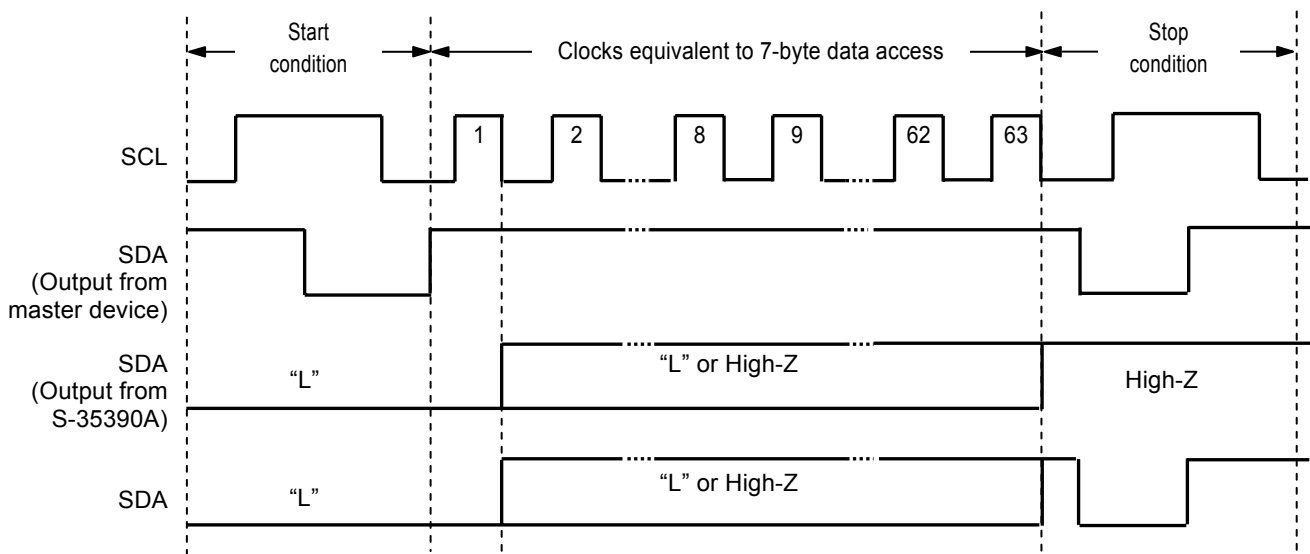 Start
condition
Clocks equivalent to 7-byte data access
Stop
condition
SCL
1
2
8
9
62
63
SDA
(Output from
master device)
SDA
(Output from
S-35390A)
“L”
“L” or High-Z
High-Z
SDA
“L”
“L” or High-Z